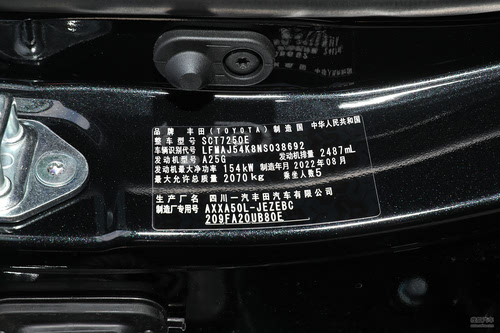 品牌 丰田(TOYOTA) 制造国 中华人民共和国
整车型号 SCT7250E
车辆识别代号 LFMAJ54K8NS038692
发动机型号 A25G 发动机排量 2487mL
发动机最大净功率 154kW 制造年月 2022年08月
最大允许总质量 2070kg 乘坐人数 5
生产厂名 四川一汽丰田汽车有限公司
制造厂专用号 AXXA50L-JEZEBC
209FA20UB80E